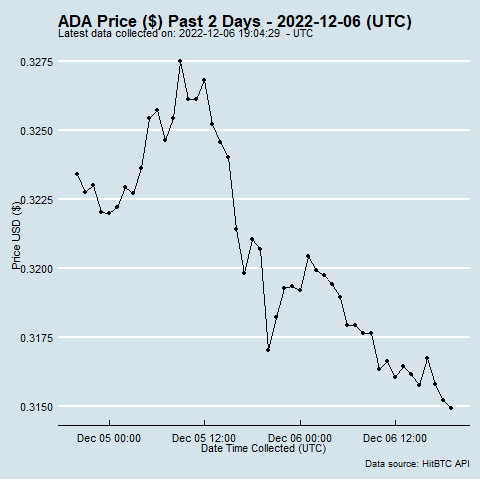 ADA Price ($) Past 2 Days - 2022-12-06 (UTC)
Latest data collected on: 2022-12-06 19:04:29 - UTC
0.3275
0.3250
0.3225
0.3200
0.3175
0.3150
Price USD ($)
Dec 05 00:00 Dec 05 12:00 Dec 06 00:00 Dec 06 12:00
Date Time Collected (UTC)
Data source: HitBTC API